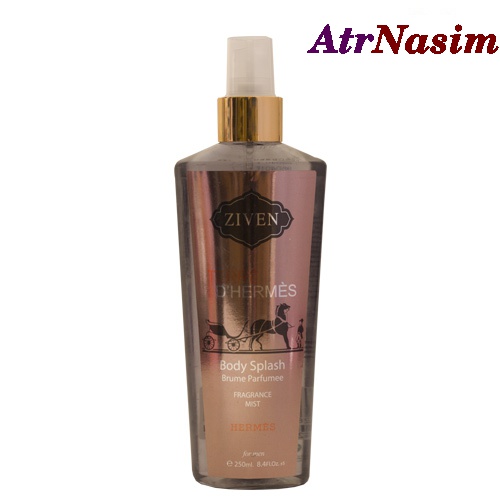 AtrNasim
ZIVEN
D'HERMÈS
Body Splash
Brume Parfumee
FRAGRANCE
MIST
HERMES
for men
℮ 250ml 8.4fl.Oz.